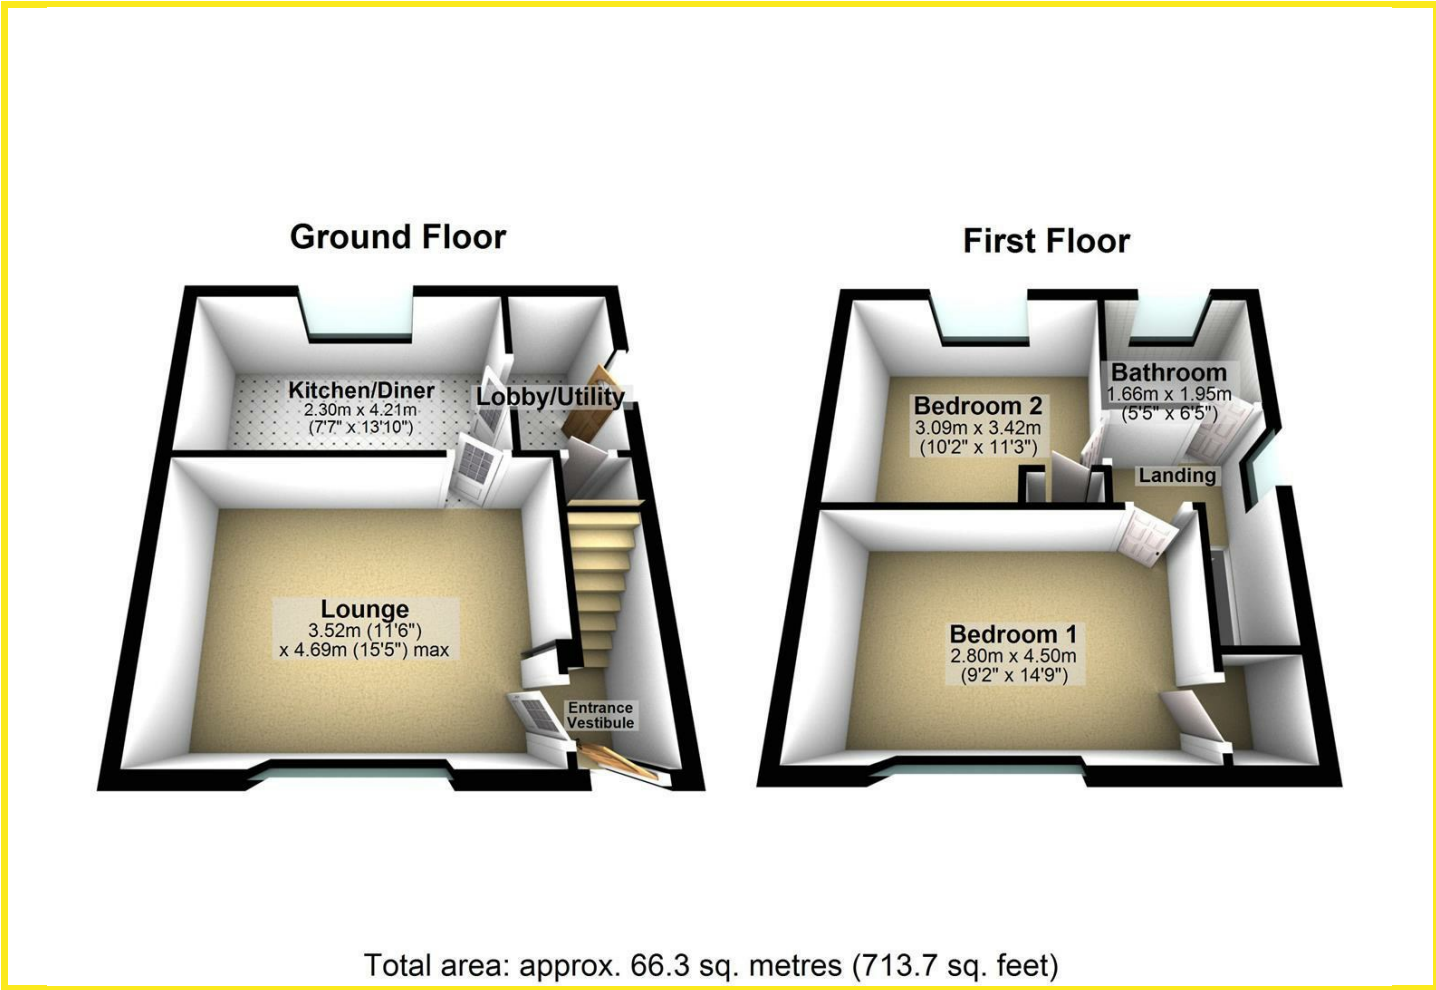 Ground Floor
Kitchen/Diner
2.30m x 4.21m
(7'7" x 13'10")
Lobby/Utility
Lounge
3.52m (11'6")
x 4.69m (15'5") max
Entrance
Vestibule
First Floor
Bedroom 2
3.09m x 3.42m
(10'2" x 11'3")
Bathroom
1.66m x 1.95m
(5'5" x 6'5")
Landing
Bedroom 1
2.80m x 4.50m
(9'2" x 14'9")
Total area: approx. 66.3 sq. metres (713.7 sq. feet)